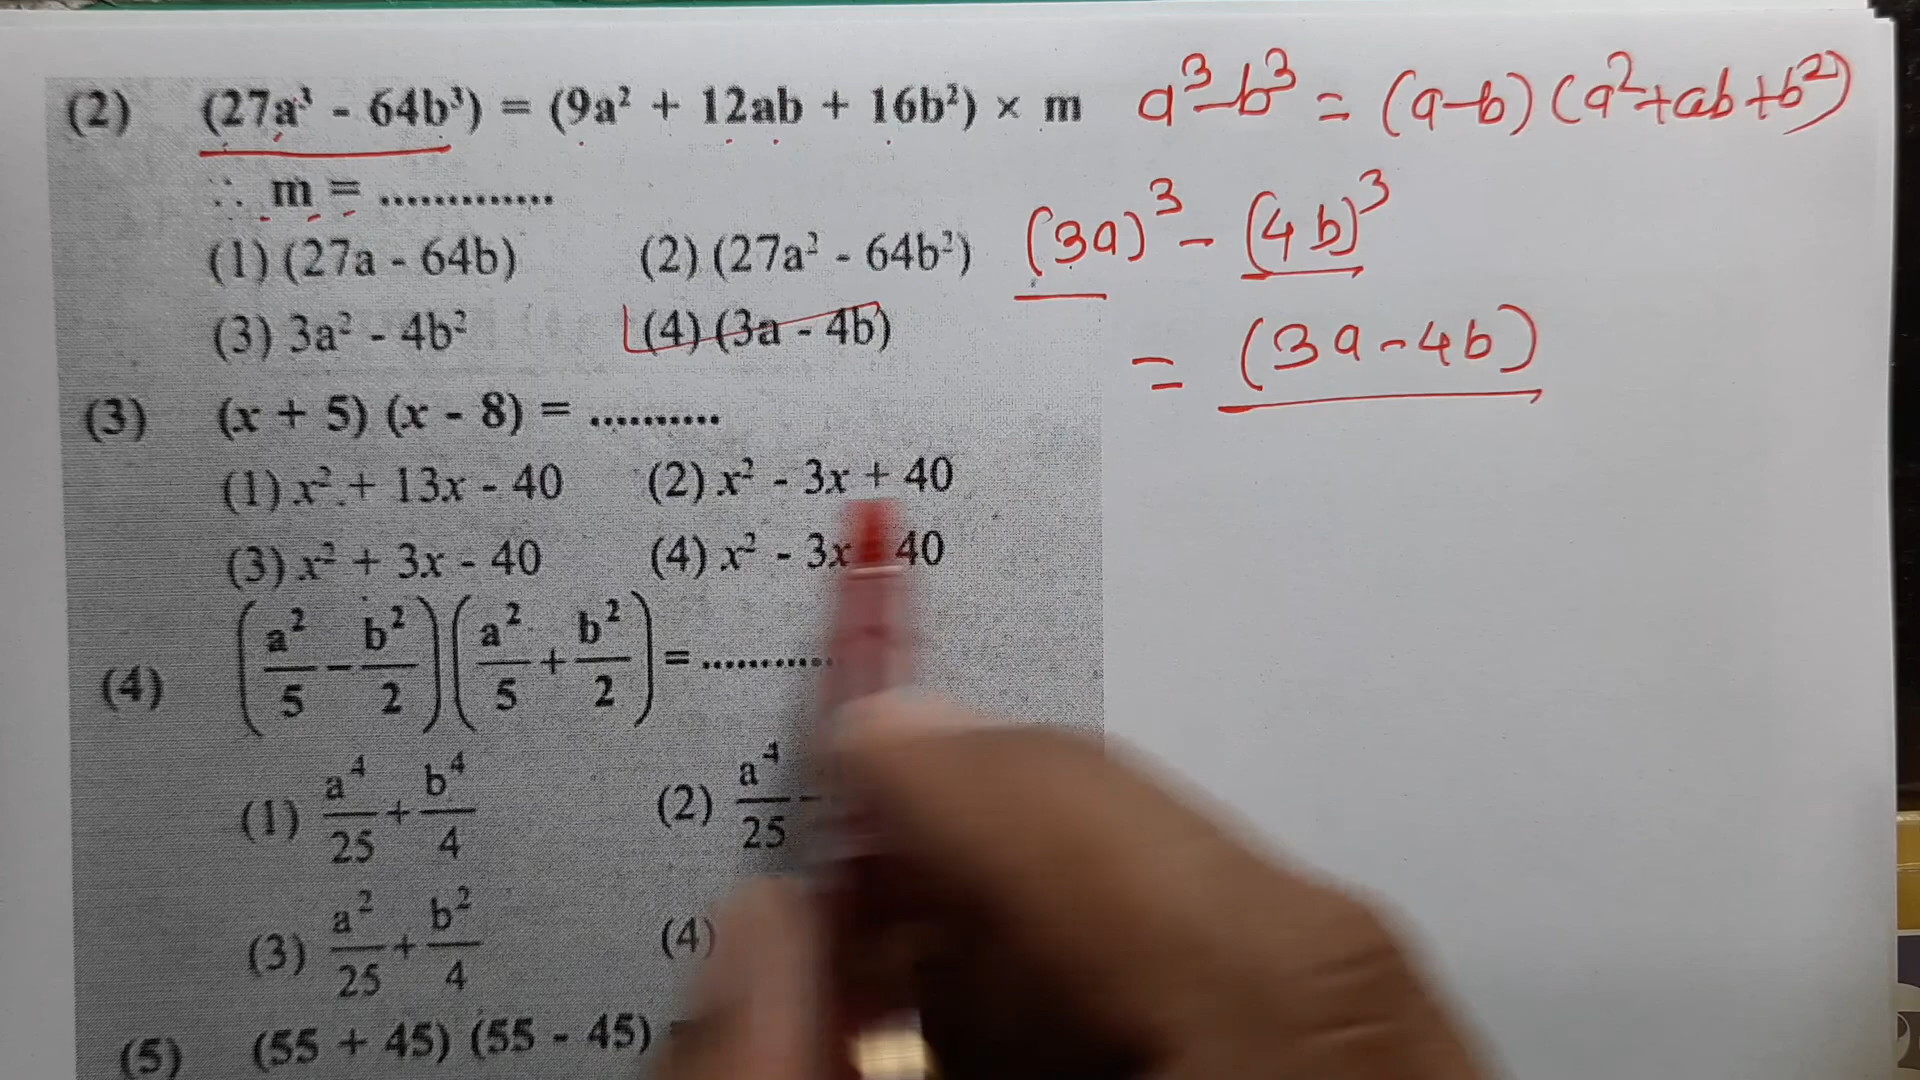 (2) (27a³ - 64b³) = (9a² + 12ab + 16b²) × m
∴ m = .............
(1) (27a - 64b) (2) (27a² - 64b²)
(3) 3a² - 4b² (4) (3a - 4b)
(3) (x + 5) (x - 8) = ..........
(1) x² + 13x - 40 (2) x² - 3x + 40
(3) x² + 3x - 40 (4) x² - 3x 40
(4) (a²/5 - b²/2) (a²/5 + b²/2) = ............
(1) a⁴/25 + b⁴/4 (2) a⁴/25 -
(3) a²/25 + b²/4 (4)
(5) (55 + 45) (55 - 45)
a³-b³ = (a-b) (a²+ab+b²)
(3a)³ - (4b)³
= (3a-4b)